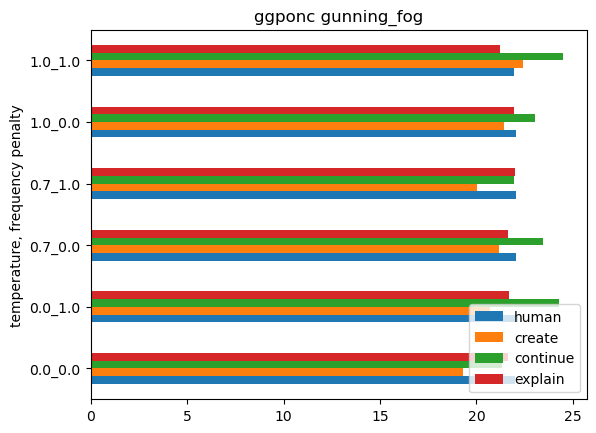 ggponc gunning_fog
temperature, frequency penalty
1.0_1.0
1.0_0.0
0.7_1.0
0.7_0.0
0.0_1.0
0.0_0.0
0 5 10 15 20 25
human
create
continue
explain